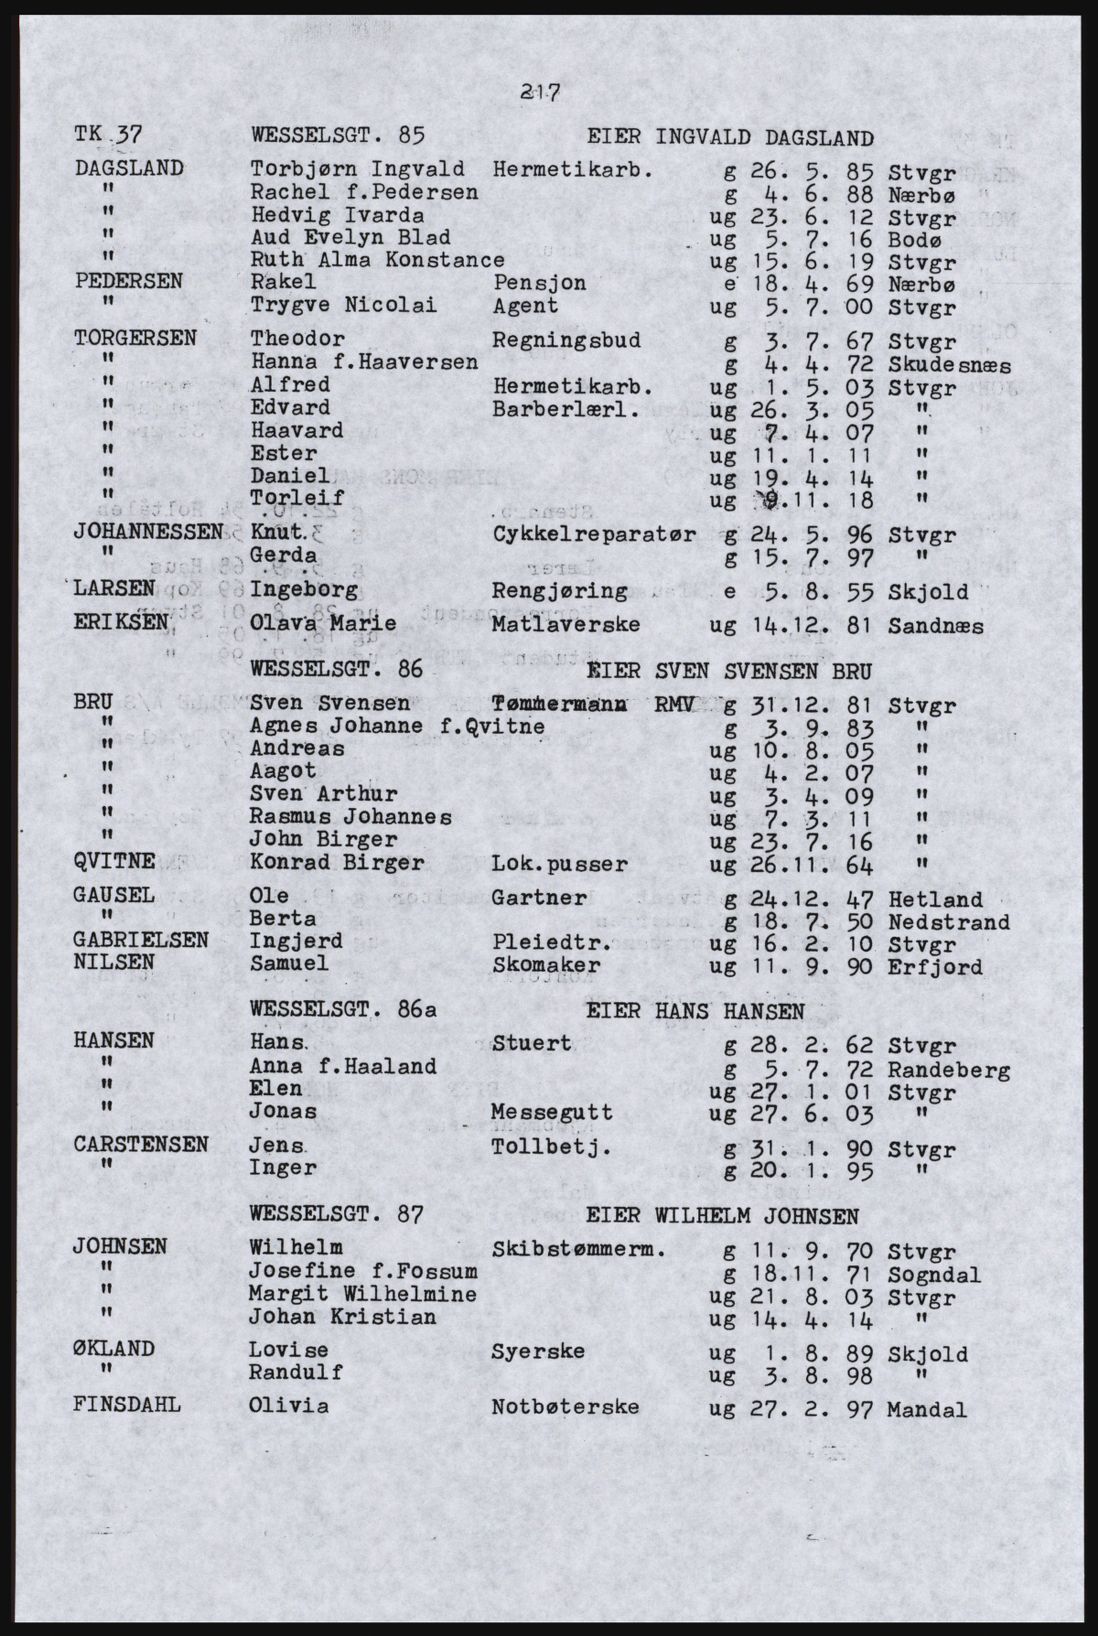 217
TK 37 WESSELSGT. 85 EIER INGVALD DAGSLAND
DAGSLAND Torbjørn Ingvald Hermetikarb. g 26. 5. 85 Stvgr
" Rachel f.Pedersen g 4. 6. 88 Nærbø
" Hedvig Ivarda ug 23. 6. 12 Stvgr
" Aud Evelyn Blad ug 5. 7. 16 Bodø
" Ruth Alma Konstance ug 15. 6. 19 Stvgr
PEDERSEN Rakel Pensjon e 18. 4. 69 Nærbø
" Trygve Nicolai Agent ug 5. 7. 00 Stvgr
TORGERSEN Theodor Regningsbud g 3. 7. 67 Stvgr
" Hanna f.Haaversen g 4. 4. 72 Skudesnæs
" Alfred Hermetikarb. ug 1. 5. 03 Stvgr
" Edvard Barberlærl. ug 26. 3. 05 "
" Haavard ug 7. 4. 07 "
" Ester ug 11. 1. 11 "
" Daniel ug 19. 4. 14 "
" Torleif ug 9.11. 18 "
JOHANNESSEN Knut. Cykkelreparatør g 24. 5. 96 Stvgr
" Gerda g 15. 7. 97 "
LARSEN Ingeborg Rengjøring e 5. 8. 55 Skjold
ERIKSEN Olava Marie Matlaverske ug 14.12. 81 Sandnæs
WESSELSGT. 86 EIER SVEN SVENSEN BRU
BRU Sven Svensen Tømmermann RMV g 31.12. 81 Stvgr
" Agnes Johanne f.Qvitne g 3. 9. 83 "
" Andreas ug 10. 8. 05 "
" Aagot ug 4. 2. 07 "
" Sven Arthur ug 3. 4. 09 "
" Rasmus Johannes ug 7. 3. 11 "
" John Birger ug 23. 7. 16 "
QVITNE Konrad Birger Lok.pusser ug 26.11. 64 "
GAUSEL Ole Gartner g 24.12. 47 Hetland
" Berta g 18. 7. 50 Nedstrand
GABRIELSEN Ingjerd Pleiedtr. ug 16. 2. 10 Stvgr
NILSEN Samuel Skomaker ug 11. 9. 90 Erfjord
WESSELSGT. 86a EIER HANS HANSEN
HANSEN Hans. Stuert g 28. 2. 62 Stvgr
" Anna f.Haaland g 5. 7. 72 Randeberg
" Elen ug 27. 1. 01 Stvgr
" Jonas Messegutt ug 27. 6. 03 "
CARSTENSEN Jens Tollbetj. g 31. 1. 90 Stvgr
" Inger g 20. 1. 95 "
WESSELSGT. 87 EIER WILHELM JOHNSEN
JOHNSEN Wilhelm Skibstømmerm. g 11. 9. 70 Stvgr
" Josefine f.Fossum g 18.11. 71 Sogndal
" Margit Wilhelmine ug 21. 8. 03 Stvgr
" Johan Kristian ug 14. 4. 14 "
ØKLAND Lovise Syerske ug 1. 8. 89 Skjold
" Randulf ug 3. 8. 98 "
FINSDAHL Olivia Notbøterske ug 27. 2. 97 Mandal